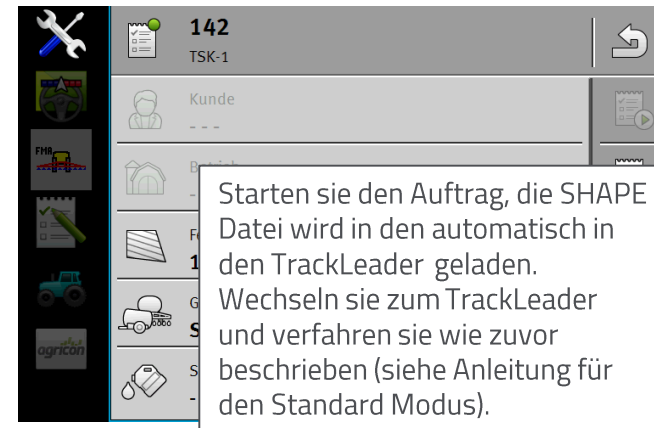 142
TSK-1
Kunde
- - -
FMA
agricon
Starten sie den Auftrag, die SHAPE
Datei wird in den automatisch in
den TrackLeader geladen.
Wechseln sie zum TrackLeader
und verfahren sie wie zuvor
beschrieben (siehe Anleitung für
den Standard Modus).